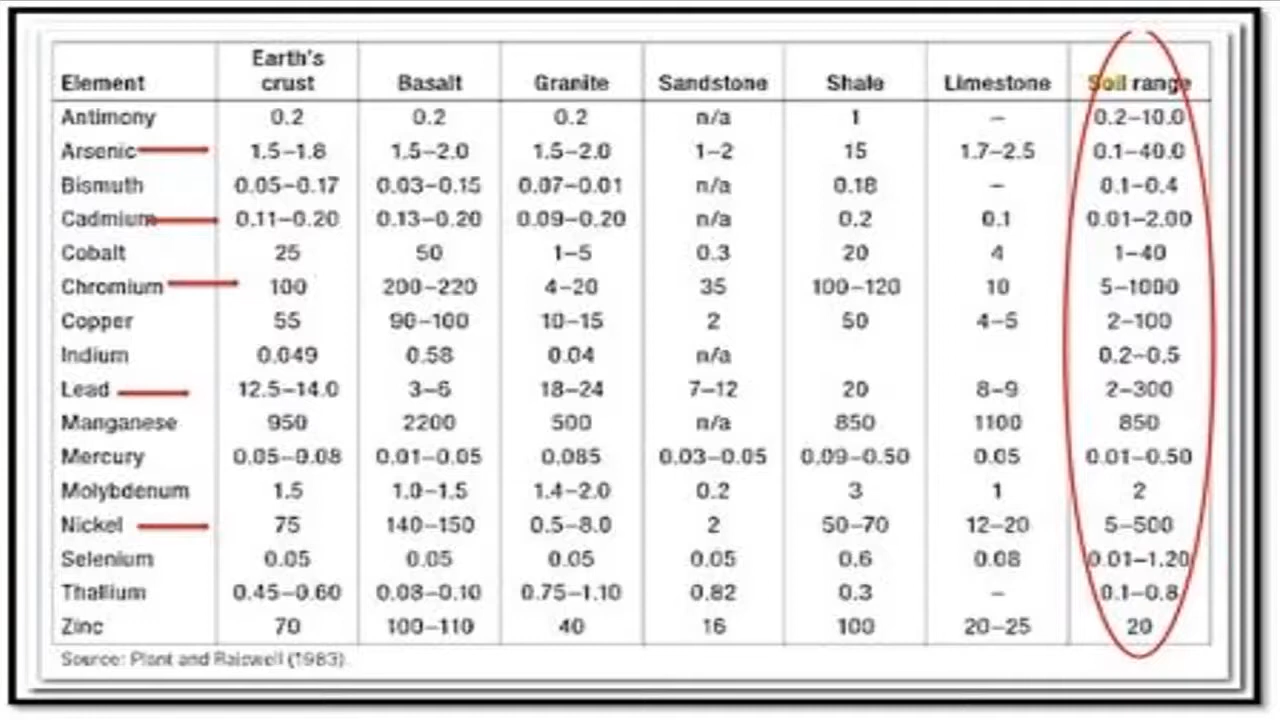 Element Earth's crust Basalt Granite Sandstone Shale Limestone Soil range
Antimony 0.2 0.2 0.2 n/a 1 – 0.2–10.0
Arsenic 1.5–1.8 1.5–2.0 1.5–2.0 1–2 15 1.7–2.5 0.1–40.0
Bismuth 0.05–0.17 0.03–0.15 0.07–0.01 n/a 0.18 – 0.1–0.4
Cadmium 0.11–0.20 0.13–0.20 0.09–0.20 n/a 0.2 0.1 0.01–2.00
Cobalt 25 50 1–5 0.3 20 4 1–40
Chromium 100 200–220 4–20 35 100–120 10 5–1000
Copper 55 90–100 10–15 2 50 4–5 2–100
Indium 0.049 0.58 0.04 n/a 0.2–0.5
Lead 12.5–14.0 3–6 18–24 7–12 20 8–9 2–300
Manganese 950 2200 500 n/a 850 1100 850
Mercury 0.05–0.08 0.01–0.05 0.085 0.03–0.05 0.09–0.50 0.05 0.01–0.50
Molybdenum 1.5 1.0–1.5 1.4–2.0 0.2 3 1 2
Nickel 75 140–150 0.5–8.0 2 50–70 12–20 5–500
Selenium 0.05 0.05 0.05 0.05 0.6 0.08 0.01–1.20
Thallium 0.45–0.60 0.08–0.10 0.75–1.10 0.82 0.3 – 0.1–0.8
Zinc 70 100–110 40 16 100 20–25 20
Source: Plant and Raiswell (1983).